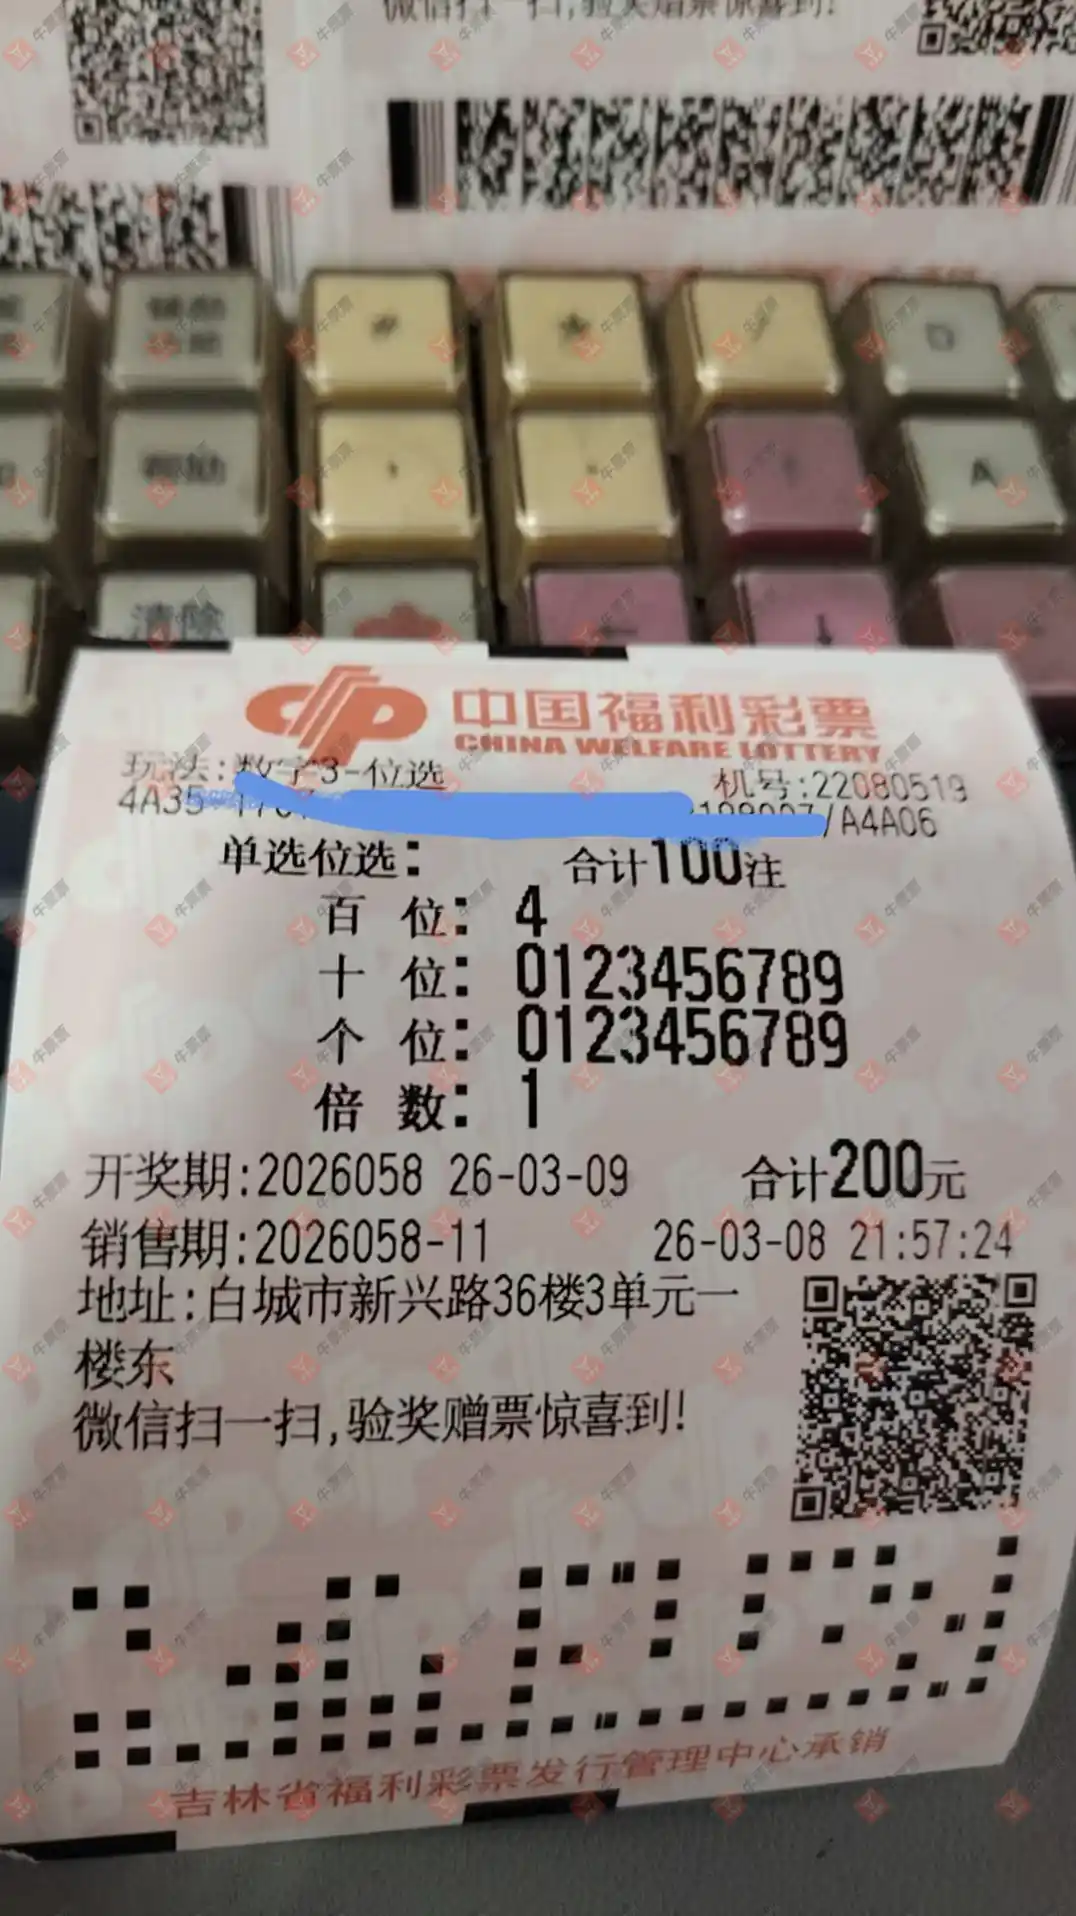 微信扫一扫,验奖赠票惊喜到!
#
D
A
清除
中国福利彩票
CHINA WELFARE LOTTERY
玩法:数字3-位选
机号:22080519
4A35
/A4A06
单选位选: 合计100注
百 位: 4
十 位: 0123456789
个 位: 0123456789
倍 数: 1
开奖期:2026058 26-03-09 合计200元
销售期:2026058-11 26-03-08 21:57:24
地址:白城市新兴路36楼3单元一
楼东
微信扫一扫,验奖赠票惊喜到!
吉林省福利彩票发行管理中心承销
牛票票